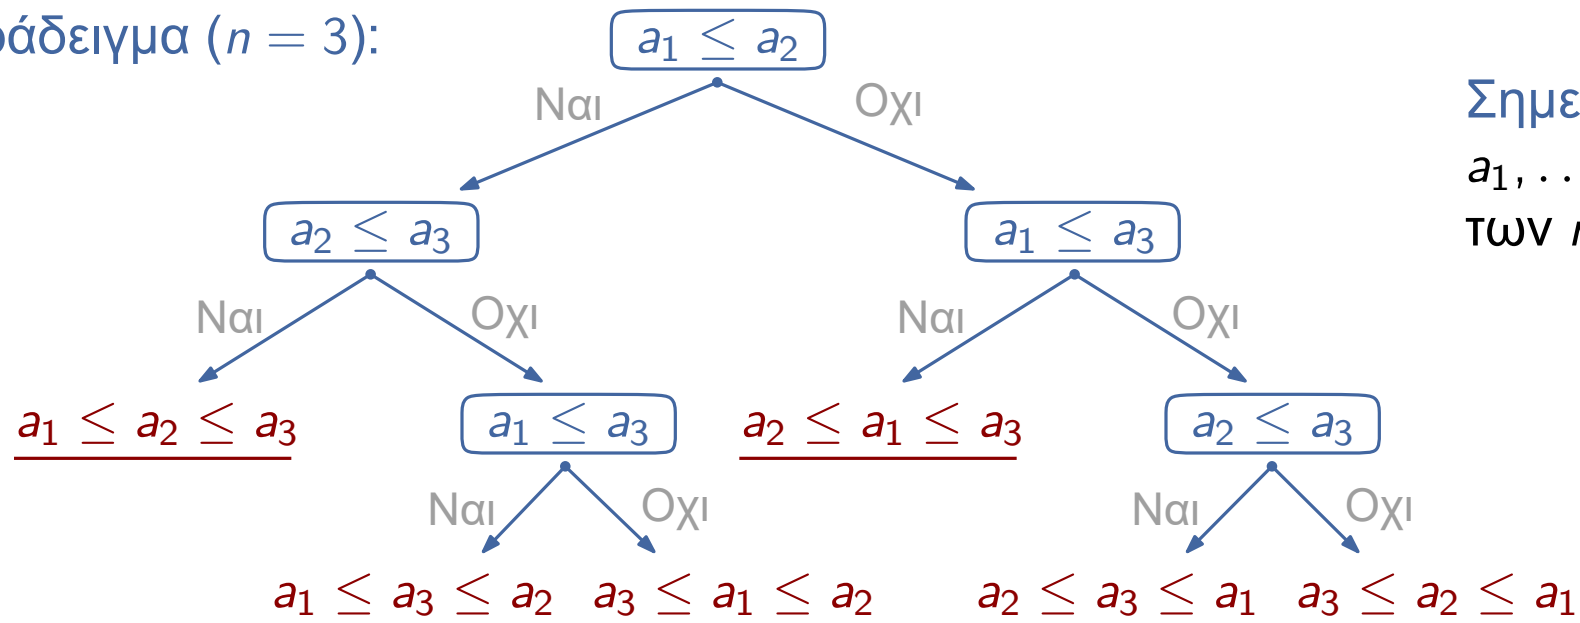 ράδειγμα (n = 3):
a₁ ≤ a₂
Ναι Οχι
Σημε
a₁, . .
των
a₂ ≤ a₃ a₁ ≤ a₃
Ναι Οχι Ναι Οχι
a₁ ≤ a₂ ≤ a₃ a₁ ≤ a₃ a₂ ≤ a₁ ≤ a₃ a₂ ≤ a₃
Ναι Οχι Ναι Οχι
a₁ ≤ a₃ ≤ a₂ a₃ ≤ a₁ ≤ a₂ a₂ ≤ a₃ ≤ a₁ a₃ ≤ a₂ ≤ a₁